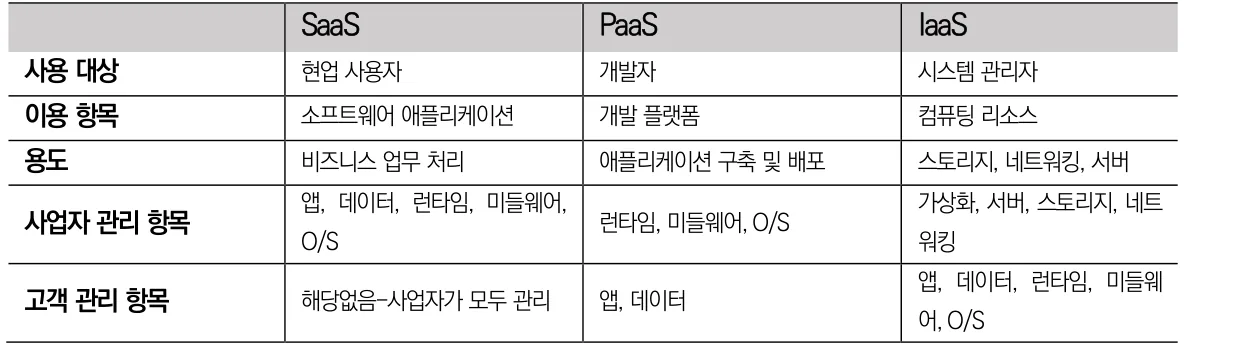 SaaS PaaS IaaS
사용 대상 현업 사용자 개발자 시스템 관리자
이용 항목 소프트웨어 애플리케이션 개발 플랫폼 컴퓨팅 리소스
용도 비즈니스 업무 처리 애플리케이션 구축 및 배포 스토리지, 네트워킹, 서버
사업자 관리 항목
앱, 데이터, 런타임, 미들웨어,
O/S
런타임, 미들웨어, O/S
가상화, 서버, 스토리지, 네트
워킹
고객 관리 항목
해당없음-사업자가 모두 관리
앱, 데이터
앱, 데이터, 런타임, 미들웨
어, O/S